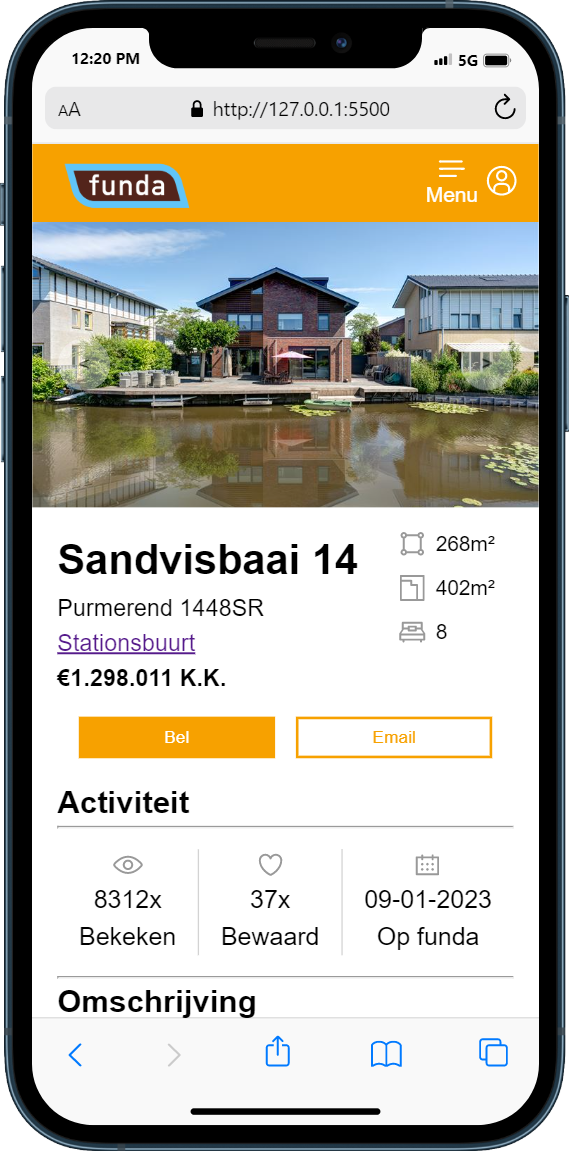 12:20 PM
5G
AA
http://127.0.0.1:5500
funda
Menu
Sandvisbaai 14
268m²
402m²
8
Purmerend 1448SR
Stationsbuurt
€1.298.011 K.K.
Bel
Email
Activiteit
8312x
37x
09-01-2023
Bekeken
Bewaard
Op funda
Omschrijving